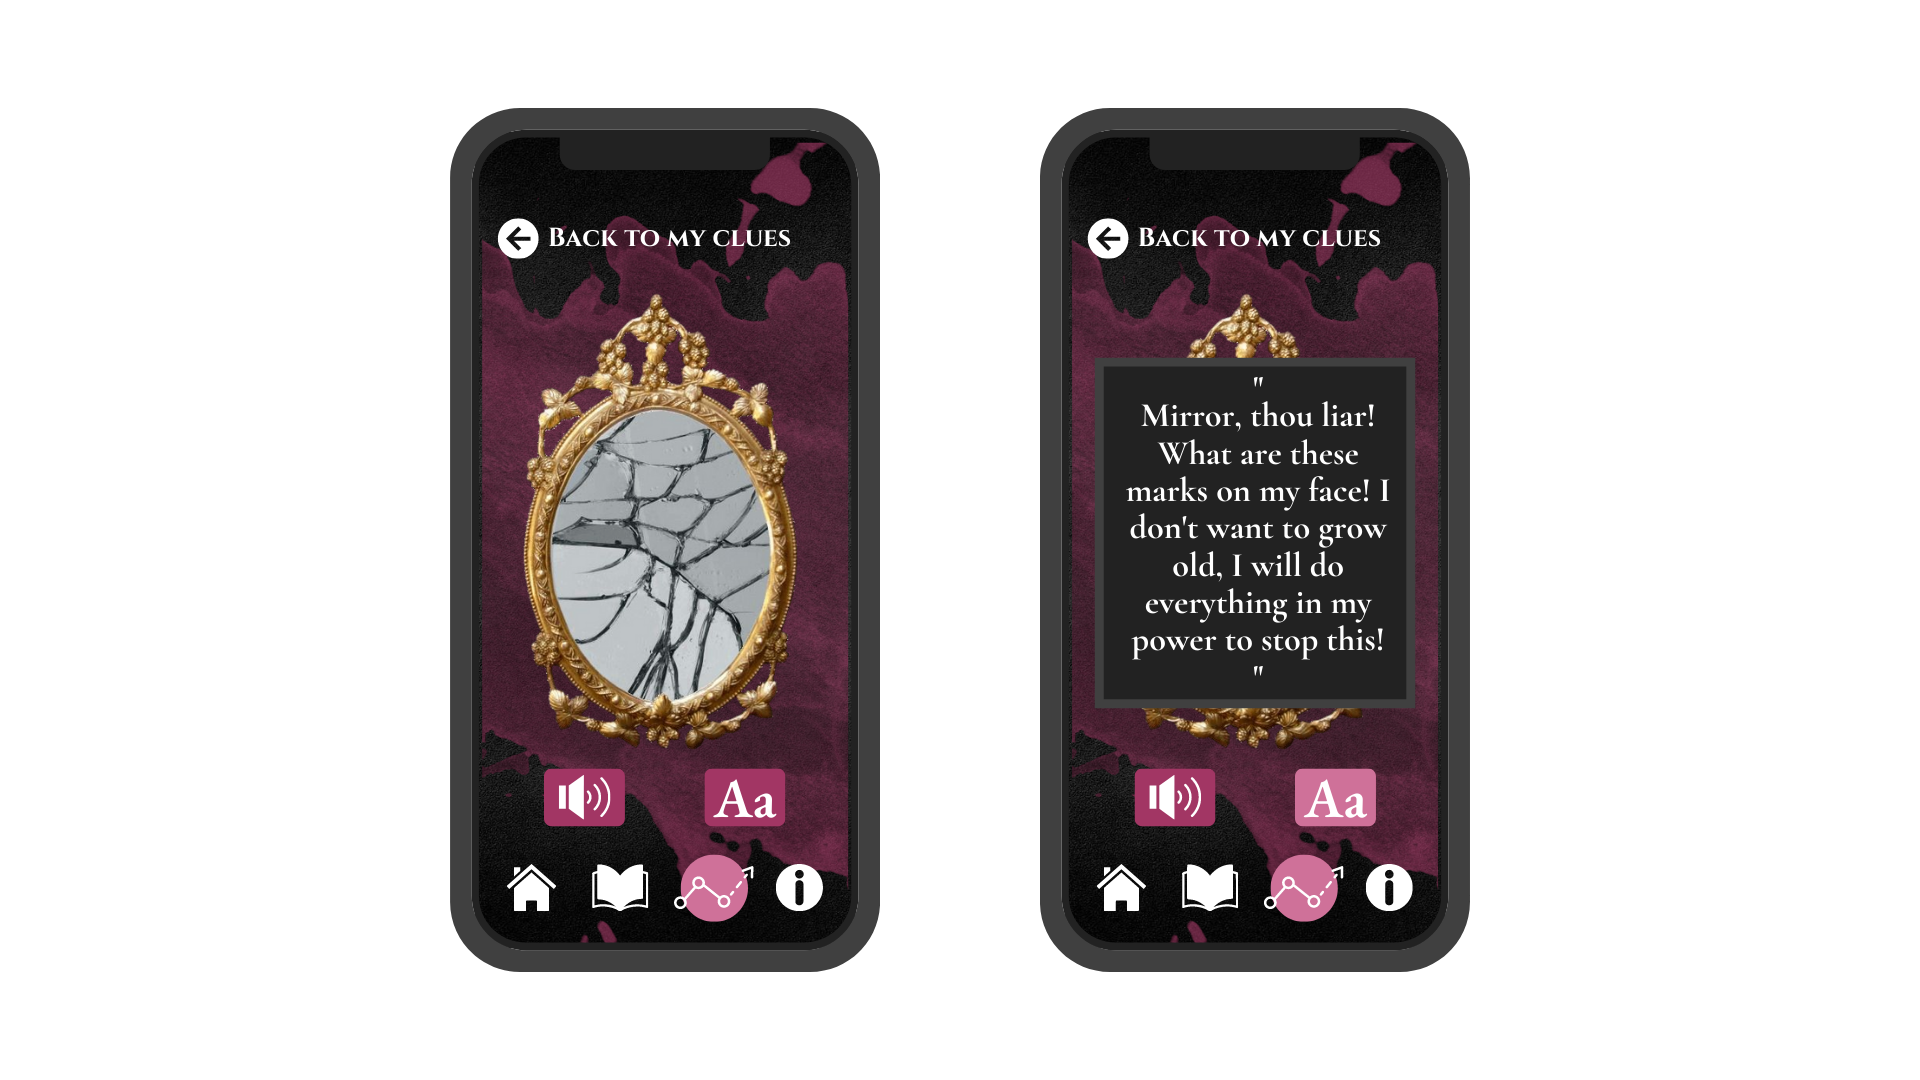 BACK TO MY CLUES
Aa
BACK TO MY CLUES
"
Mirror, thou liar!
What are these
marks on my face! I
don't want to grow
old, I will do
everything in my
power to stop this!
"
Aa